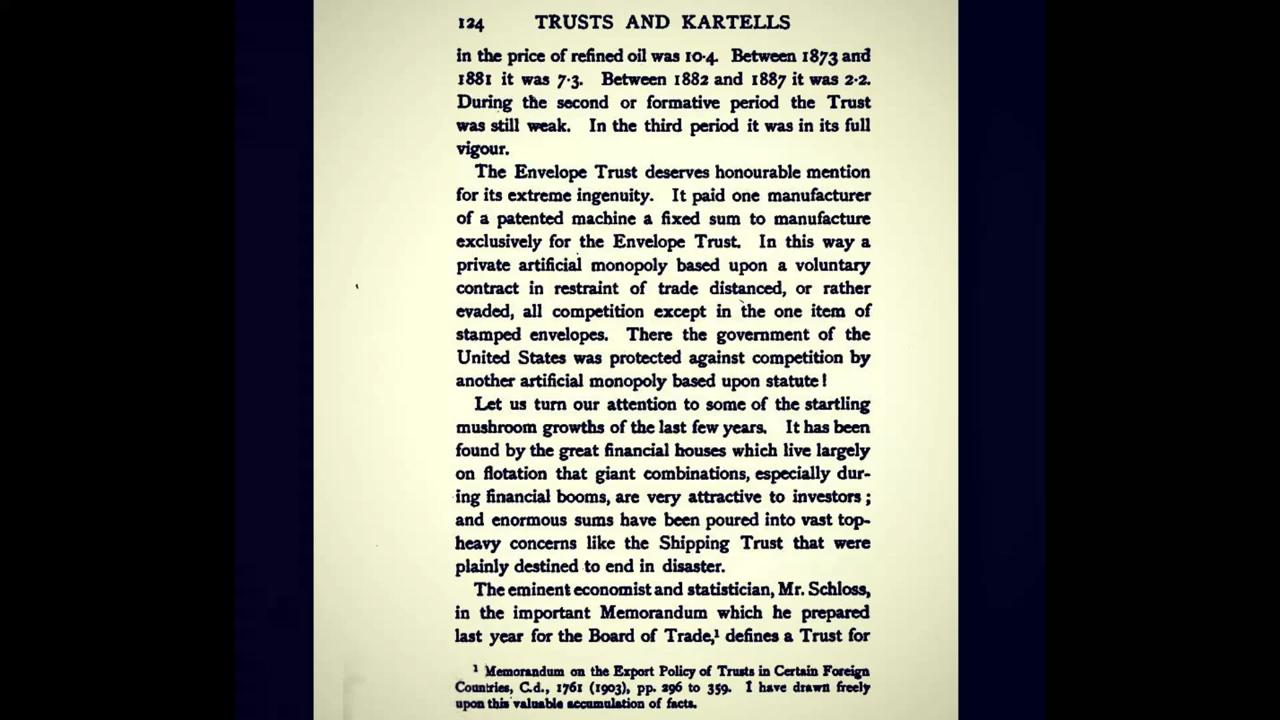 124 TRUSTS AND KARTELLS
in the price of refined oil was 10·4. Between 1873 and
1881 it was 7·3. Between 1882 and 1887 it was 2·2.
During the second or formative period the Trust
was still weak. In the third period it was in its full
vigour.
The Envelope Trust deserves honourable mention
for its extreme ingenuity. It paid one manufacturer
of a patented machine a fixed sum to manufacture
exclusively for the Envelope Trust. In this way a
private artificial monopoly based upon a voluntary
contract in restraint of trade distanced, or rather
evaded, all competition except in the one item of
stamped envelopes. There the government of the
United States was protected against competition by
another artificial monopoly based upon statute!
Let us turn our attention to some of the startling
mushroom growths of the last few years. It has been
found by the great financial houses which live largely
on flotation that giant combinations, especially dur-
ing financial booms, are very attractive to investors;
and enormous sums have been poured into vast top-
heavy concerns like the Shipping Trust that were
plainly destined to end in disaster.
The eminent economist and statistician, Mr. Schloss,
in the important Memorandum which he prepared
last year for the Board of Trade,¹ defines a Trust for
¹ Memorandum on the Export Policy of Trusts in Certain Foreign
Countries, C.d., 1761 (1903), pp. 296 to 359. I have drawn freely
upon this valuable accumulation of facts.